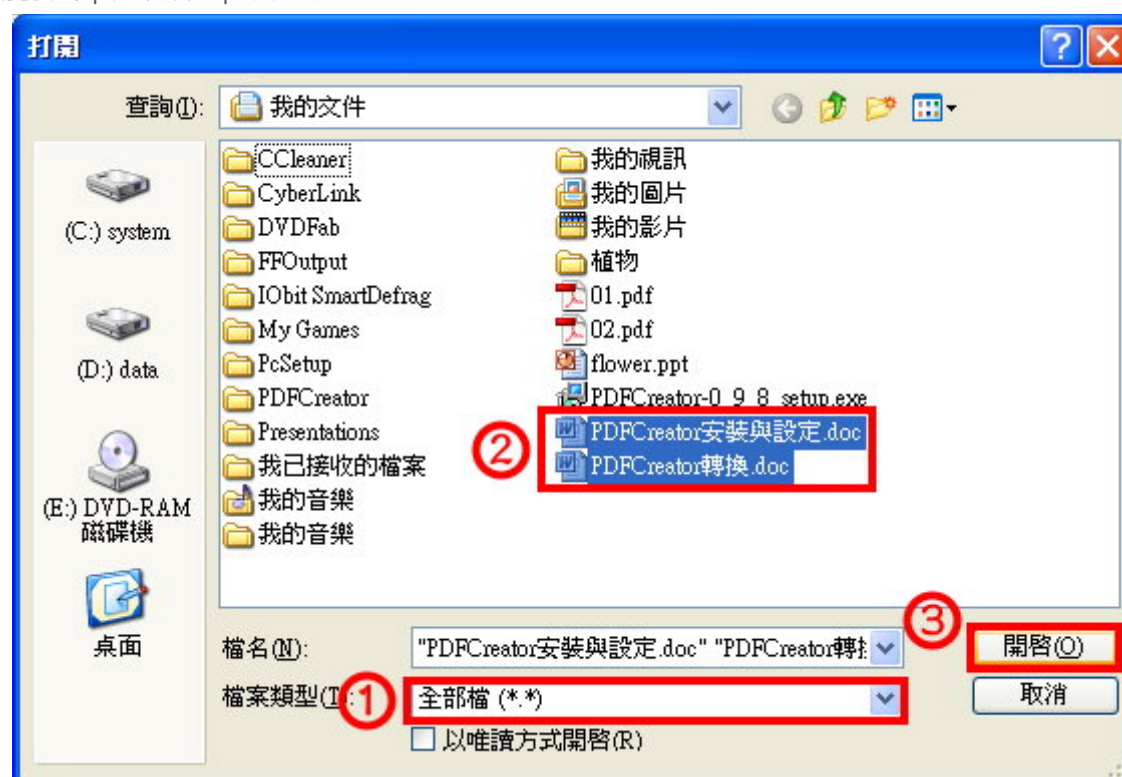 打開
查詢(I):
我的文件
(C:) system
(D:) data
(E:) DVD-RAM
磁碟機
桌面
CCleaner
CyberLink
DVDFab
FFOutput
IObit SmartDefrag
My Games
PcSetup
PDFCreator
Presentations
我已接收的檔案
我的音樂
我的音樂
我的視訊
我的圖片
我的影片
植物
01.pdf
02.pdf
flower.ppt
PDFCreator-0_9_8_setup.exe
②
PDFCreator安裝與設定.doc
PDFCreator轉換.doc
檔名(N):
"PDFCreator安裝與設定.doc" "PDFCreator轉換
③
開啓(O)
檔案類型(T):
①
全部檔 (*.*)
取消
以唯讀方式開啓(R)